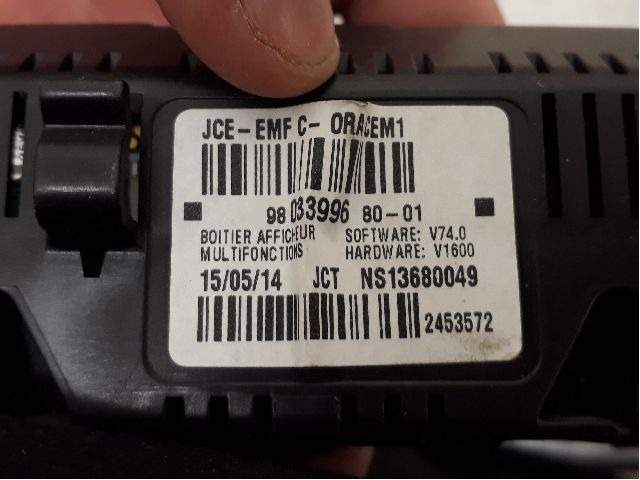 JCE-EMF C- ORACEM1
98 033996 80-01
BOITIER AFFICHEUR SOFTWARE: V74.0
MULTIFONCTIONS HARDWARE: V1600
15/05/14 JCT NS13680049
2453572